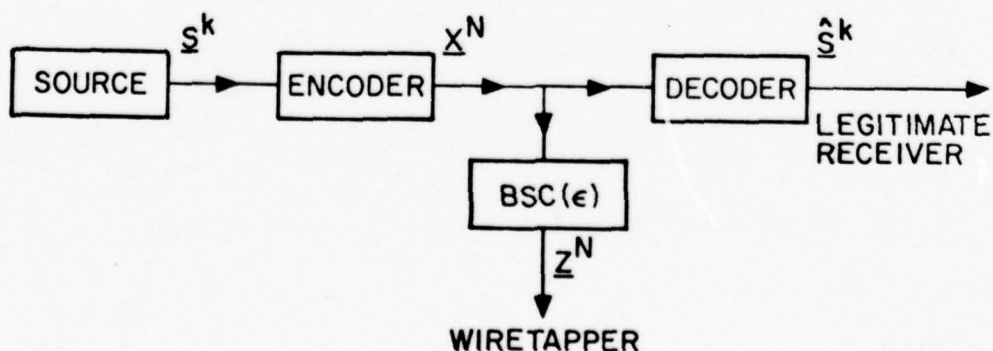 S^k
X^N
Ŝ^k
SOURCE
ENCODER
DECODER
LEGITIMATE
RECEIVER
BSC(ϵ)
Z^N
WIRETAPPER